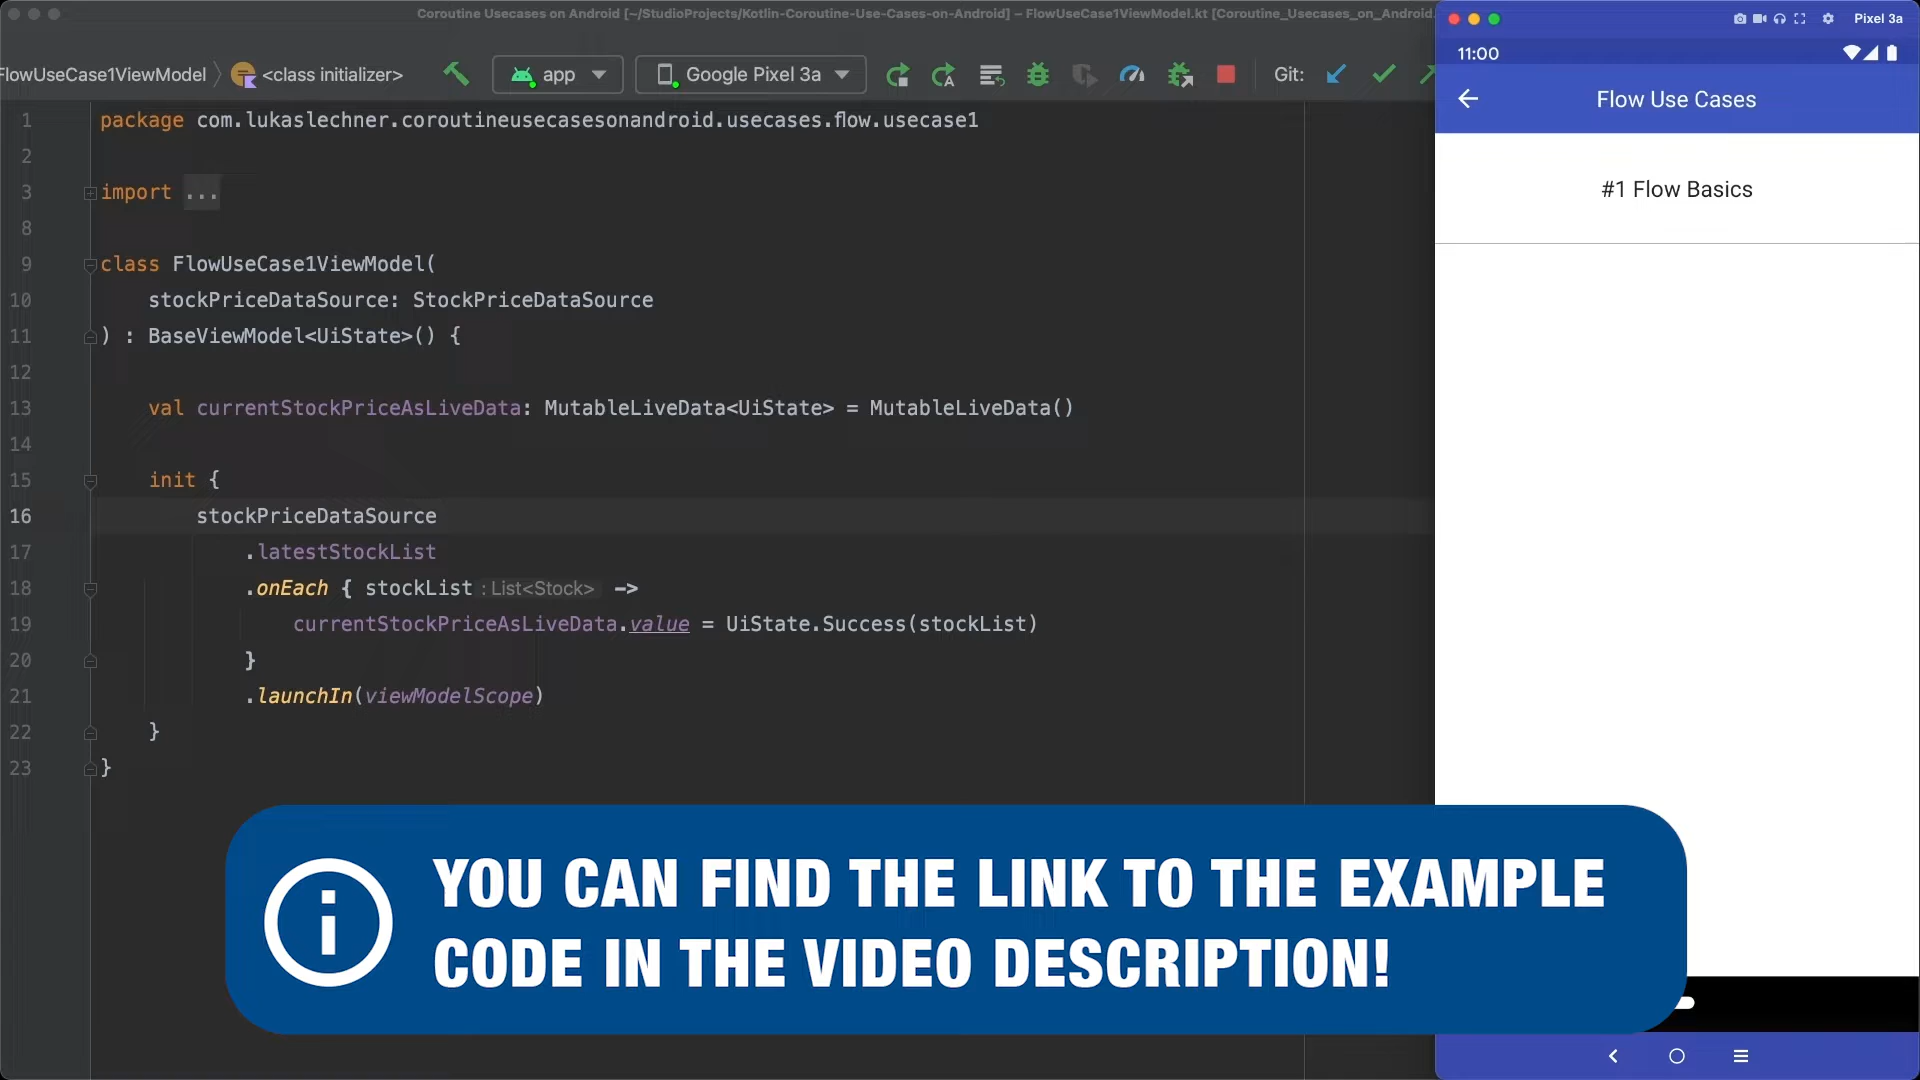 Coroutine Usecases on Android [~/StudioProjects/Kotlin-Coroutine-Use-Cases-on-Android] – FlowUseCase1ViewModel.kt [Coroutine_Usecases_on_Android.
Pixel 3a
FlowUseCase1ViewModel <class initializer> app Google Pixel 3a Git:
11:00
Flow Use Cases
#1 Flow Basics
1 package com.lukaslechner.coroutineusecasesonandroid.usecases.flow.usecase1
2
3 import ...
8
9 class FlowUseCase1ViewModel(
10 stockPriceDataSource: StockPriceDataSource
11 ) : BaseViewModel<UiState>() {
12
13 val currentStockPriceAsLiveData: MutableLiveData<UiState> = MutableLiveData()
14
15 init {
16 stockPriceDataSource
17 .latestStockList
18 .onEach { stockList : List<Stock> ->
19 currentStockPriceAsLiveData.value = UiState.Success(stockList)
20 }
21 .launchIn(viewModelScope)
22 }
23 }
YOU CAN FIND THE LINK TO THE EXAMPLE
CODE IN THE VIDEO DESCRIPTION!